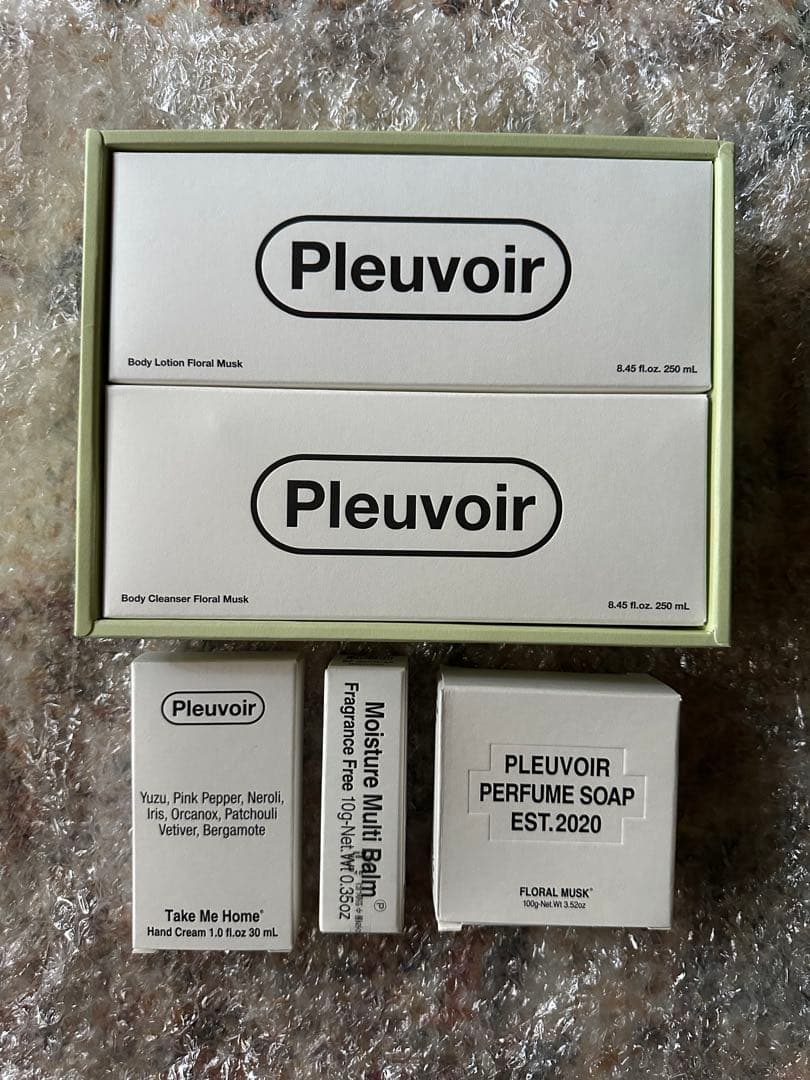 Pleuvoir
Body Lotion Floral Musk
8.45 fl.oz. 250 mL
Pleuvoir
Body Cleanser Floral Musk
8.45 fl.oz. 250 mL
Pleuvoir
Yuzu, Pink Pepper, Neroli,
Iris, Orcanox, Patchouli
Vetiver, Bergamote
Take Me Home®
Hand Cream 1.0 fl.oz 30 mL
Moisture Multi Balm Ⓟ
Fragrance Free 10g-Net.Wt 0.35oz
PLEUVOIR
PERFUME SOAP
EST.2020
FLORAL MUSK®
100g-Net.Wt 3.52oz